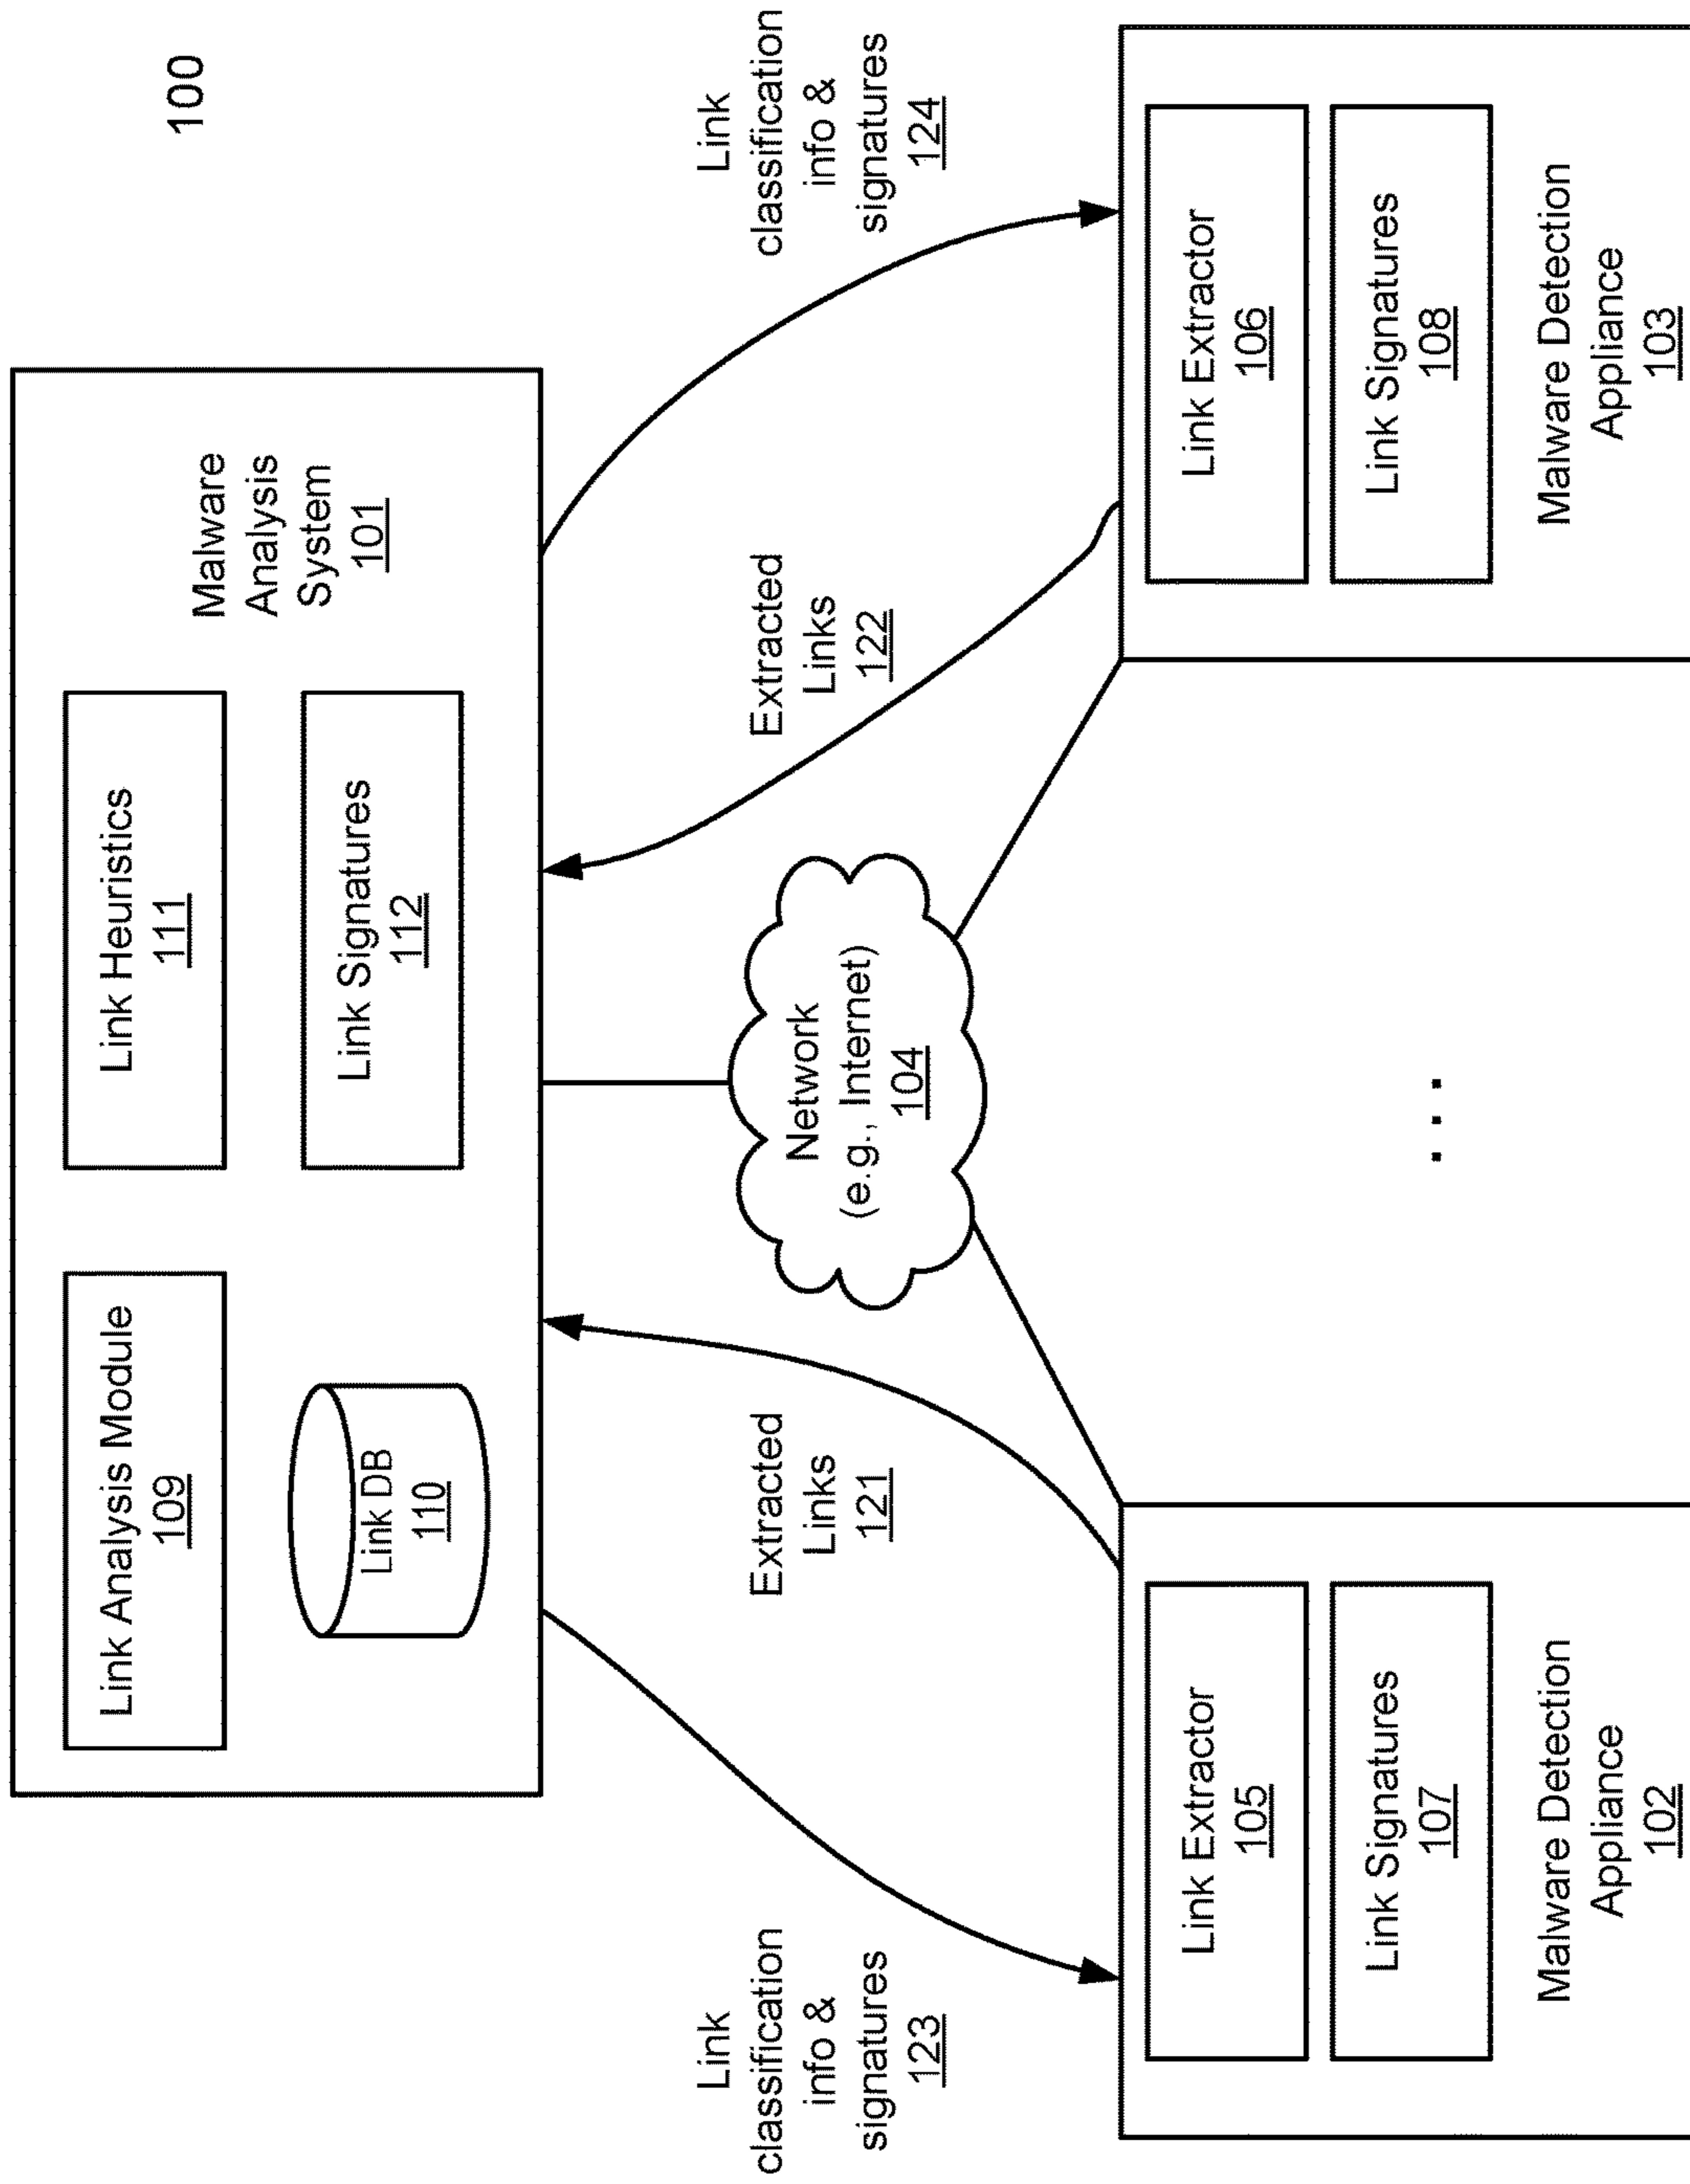 100
Malware
Analysis
System
101
Link Analysis Module
109
Link Heuristics
111
Link DB
110
Link Signatures
112
Link
classification
info &
signatures
123
Extracted
Links
121
Network
(e.g., Internet)
104
Extracted
Links
122
Link
classification
info &
signatures
124
Link Extractor
105
Link Signatures
107
Malware Detection
Appliance
102
. . .
Link Extractor
106
Link Signatures
108
Malware Detection
Appliance
103